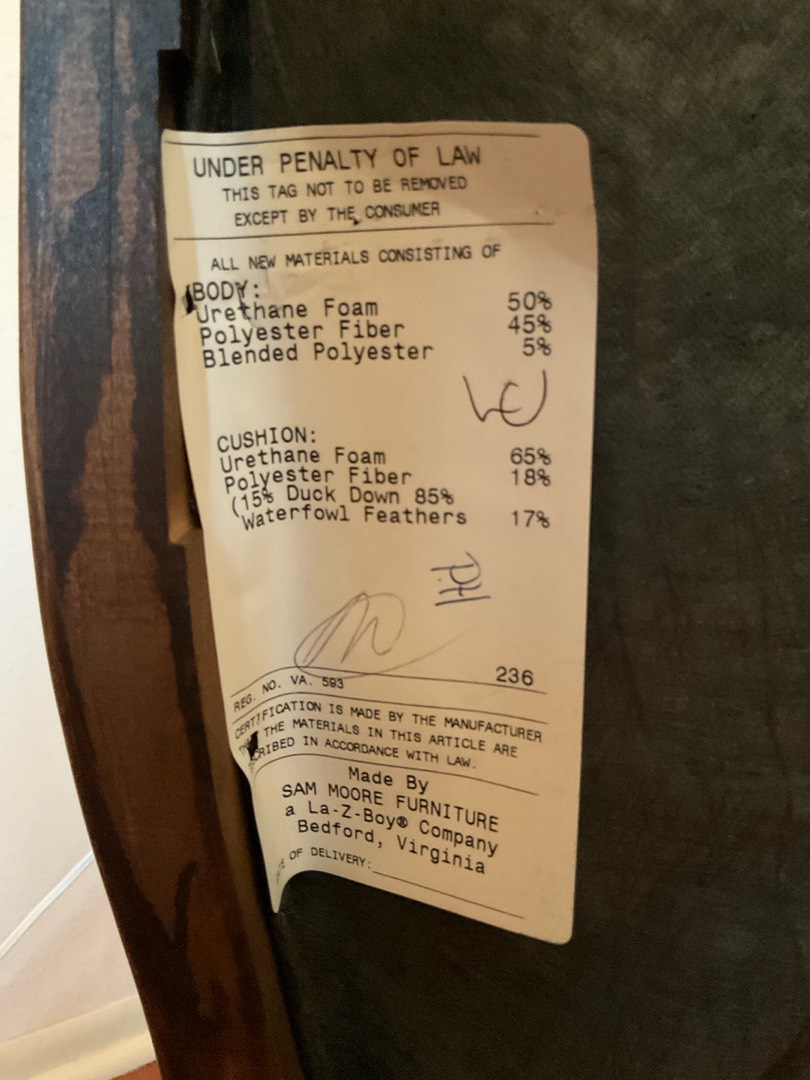 UNDER PENALTY OF LAW
THIS TAG NOT TO BE REMOVED
EXCEPT BY THE CONSUMER
ALL NEW MATERIALS CONSISTING OF
BODY:
Urethane Foam 50%
Polyester Fiber 45%
Blended Polyester 5%
CUSHION:
Urethane Foam 65%
Polyester Fiber 18%
(15% Duck Down 85%
Waterfowl Feathers 17%
236
REG. NO. VA. 593
CERTIFICATION IS MADE BY THE MANUFACTURER
THE MATERIALS IN THIS ARTICLE ARE
CRIBED IN ACCORDANCE WITH LAW.
Made By
SAM MOORE FURNITURE
a La-Z-Boy® Company
Bedford, Virginia
OF DELIVERY: